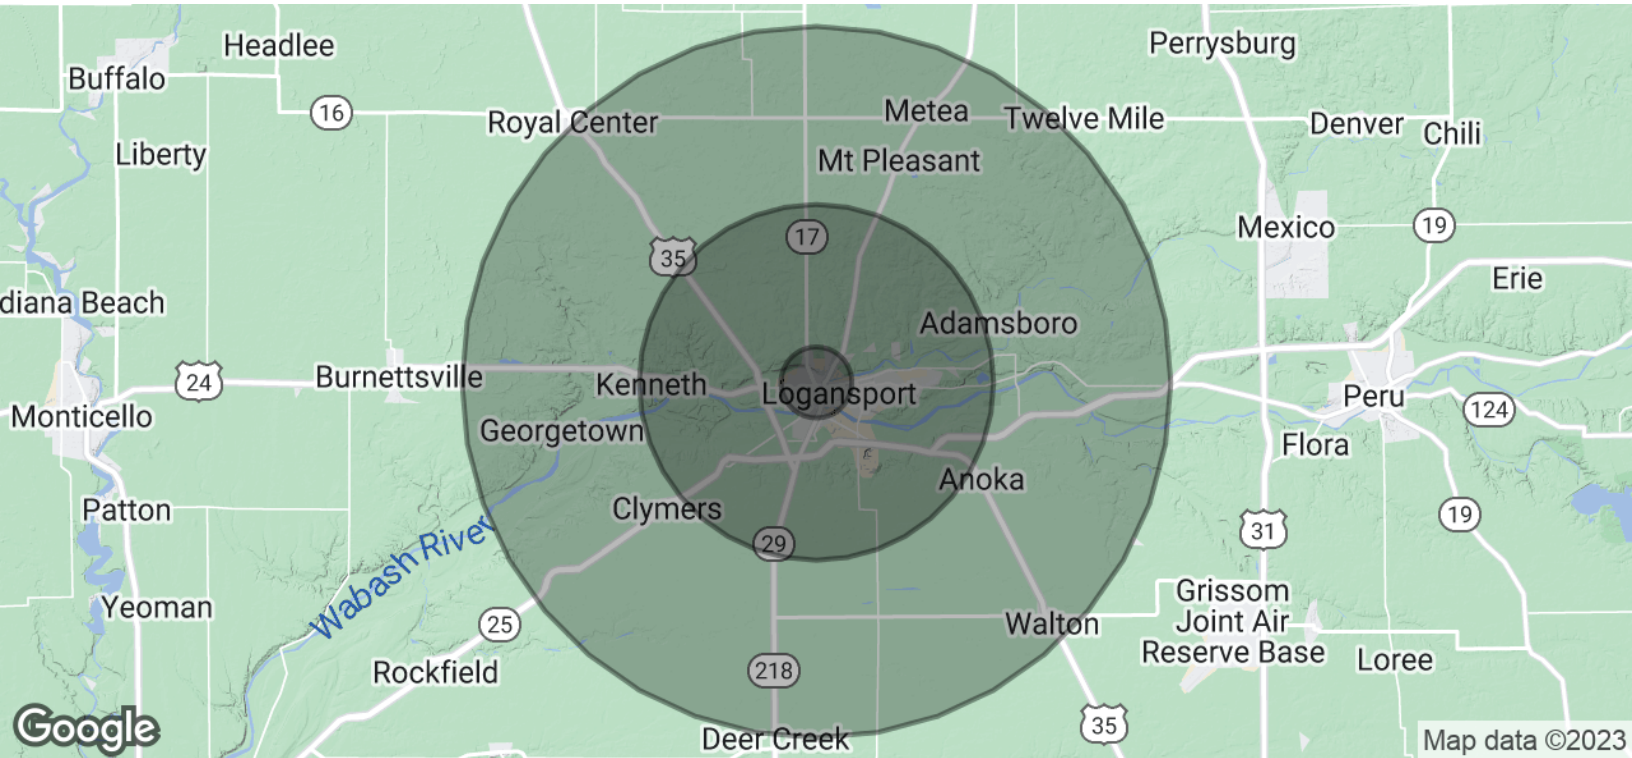 Headlee
Perrysburg
Buffalo
16
Royal Center
Metea
Twelve Mile
Denver
Chili
Liberty
Mt Pleasant
17
Mexico
19
35
Erie
diana Beach
Adamsboro
24
Burnettsville
Kenneth
Logansport
Peru
124
Monticello
Georgetown
Flora
Anoka
Patton
Clymers
19
31
29
Wabash River
Grissom
Joint Air
Reserve Base
Yeoman
25
Walton
Loree
Rockfield
218
35
Google
Deer Creek
Map data ©2023